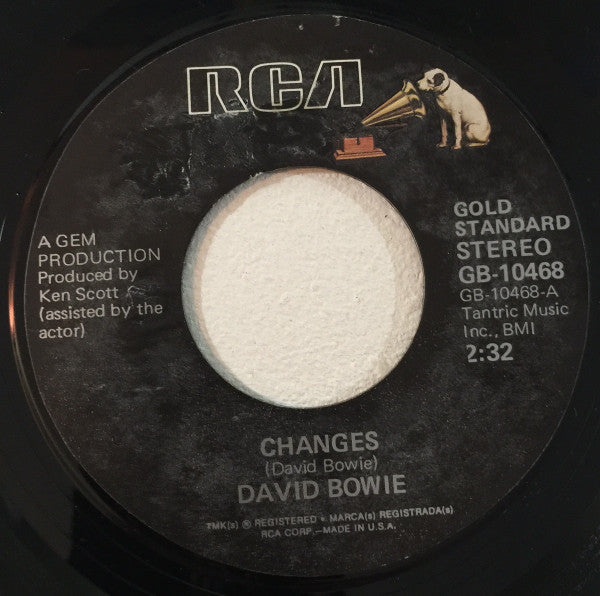 RCA
A GEM
PRODUCTION
Produced by
Ken Scott
(assisted by the
actor)
GOLD
STANDARD
STEREO
GB-10468
GB-10468-A
Tantric Music
Inc., BMI
2:32
CHANGES
(David Bowie)
DAVID BOWIE
TMK(s) ® REGISTERED • MARCA(s) REGISTRADA(s)
RCA CORP.—MADE IN U.S.A.